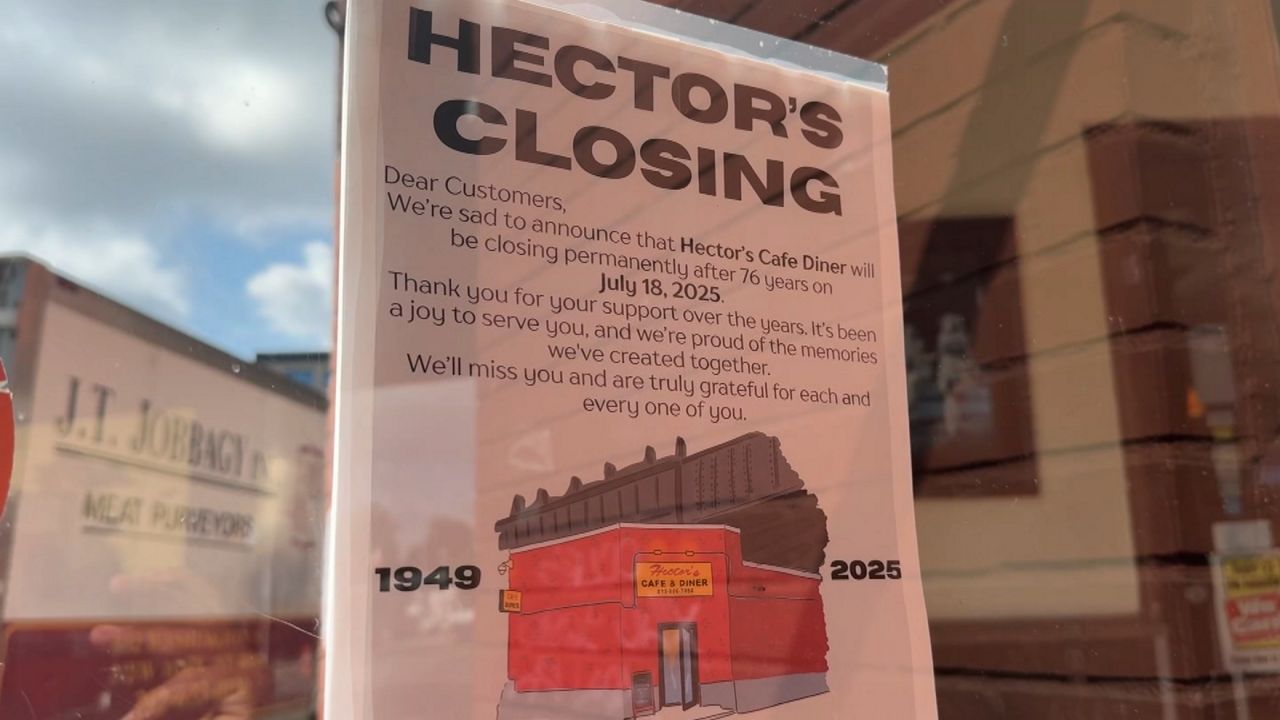 HECTOR'S
CLOSING
Dear Customers,
We're sad to announce that Hector's Cafe Diner will
be closing permanently after 76 years on
July 18, 2025.
Thank you for your support over the years. It's been
a joy to serve you, and we're proud of the memories
we've created together.
We'll miss you and are truly grateful for each and
every one of you.
1949
Hector's
CAFE & DINER
2025
J.T. JOBBAGY
MEAT PURVEYORS